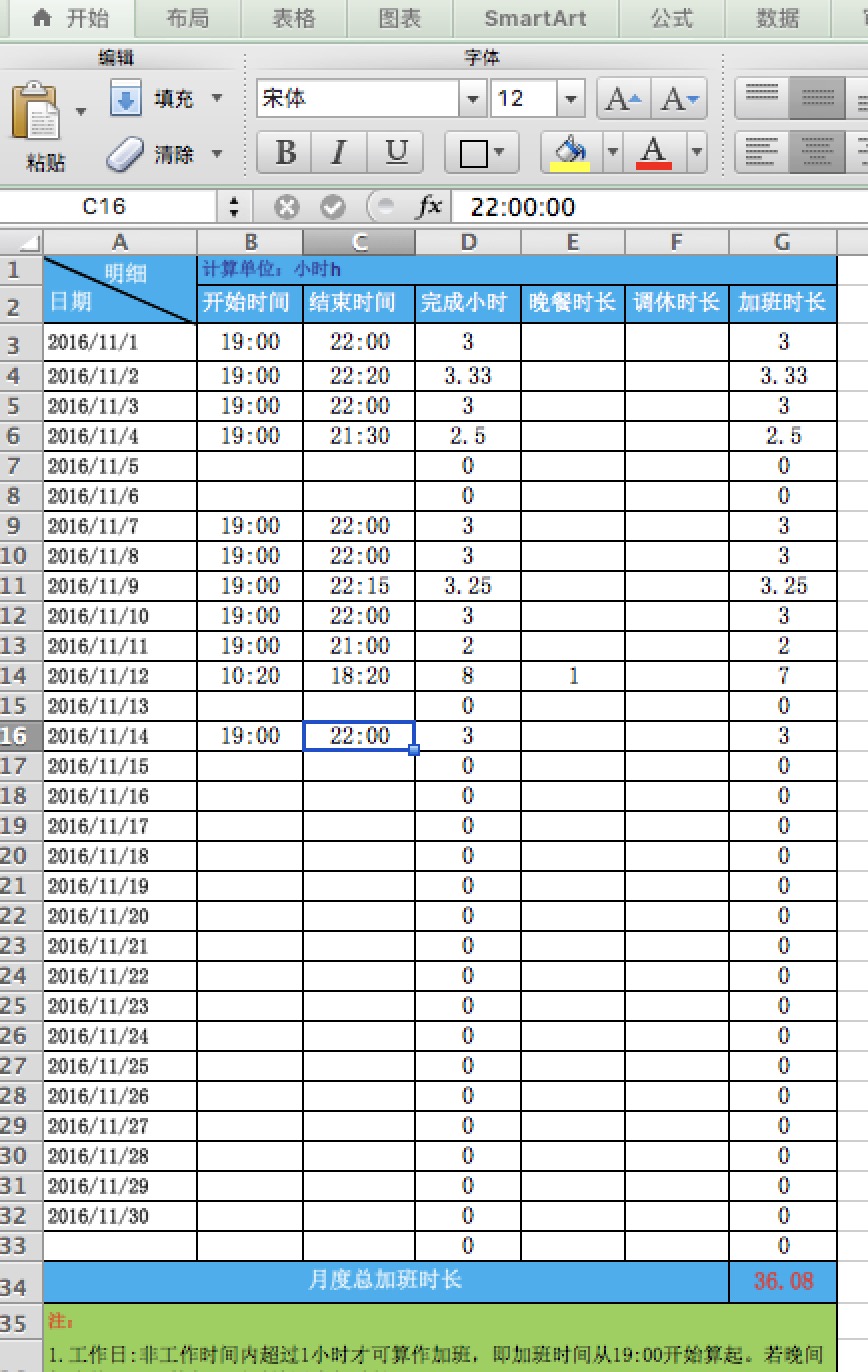 开始 布局 表格 图表 SmartArt 公式 数据
编辑 字体
填充 宋体 12 A A
粘贴 清除 B I U A
C16 fx 22:00:00
A B C D E F G
1 明细 计算单位：小时h
2 日期 开始时间 结束时间 完成小时 晚餐时长 调休时长 加班时长
3 2016/11/1 19:00 22:00 3 3
4 2016/11/2 19:00 22:20 3.33 3.33
5 2016/11/3 19:00 22:00 3 3
6 2016/11/4 19:00 21:30 2.5 2.5
7 2016/11/5 0 0
8 2016/11/6 0 0
9 2016/11/7 19:00 22:00 3 3
10 2016/11/8 19:00 22:00 3 3
11 2016/11/9 19:00 22:15 3.25 3.25
12 2016/11/10 19:00 22:00 3 3
13 2016/11/11 19:00 21:00 2 2
14 2016/11/12 10:20 18:20 8 1 7
15 2016/11/13 0 0
16 2016/11/14 19:00 22:00 3 3
17 2016/11/15 0 0
18 2016/11/16 0 0
19 2016/11/17 0 0
20 2016/11/18 0 0
21 2016/11/19 0 0
22 2016/11/20 0 0
23 2016/11/21 0 0
24 2016/11/22 0 0
25 2016/11/23 0 0
26 2016/11/24 0 0
27 2016/11/25 0 0
28 2016/11/26 0 0
29 2016/11/27 0 0
30 2016/11/28 0 0
31 2016/11/29 0 0
32 2016/11/30 0 0
33 0 0
34 月度总加班时长 36.08
35 注：
1.工作日:非工作时间内超过1小时才可算作加班，即加班时间从19:00开始算起。若晚间